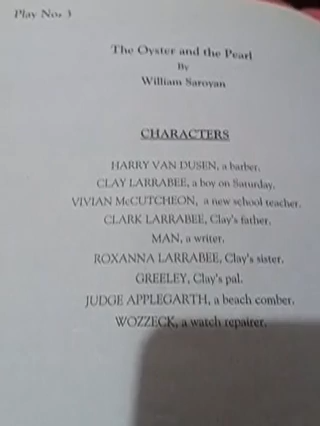 Play No. 3
The Oyster and the Pearl
By
William Saroyan
CHARACTERS
HARRY VAN DUSEN, a barber.
CLAY LARRABEE, a boy on Saturday.
VIVIAN McCUTCHEON, a new school teacher.
CLARK LARRABEE, Clay's father.
MAN, a writer.
ROXANNA LARRABEE, Clay's sister.
GREELEY, Clay's pal.
JUDGE APPLEGARTH, a beach comber.
WOZZECK, a watch repairer.